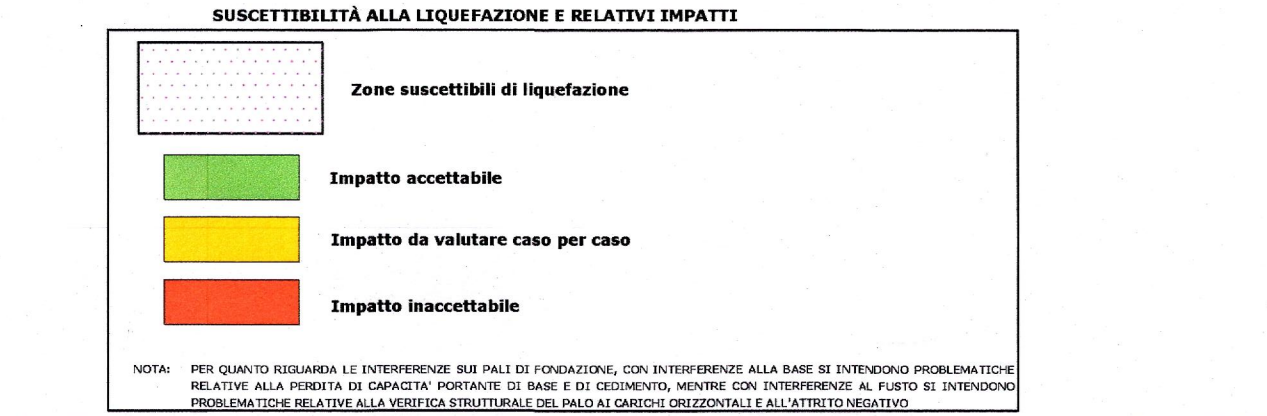 SUSCETTIBILITÀ ALLA LIQUEFAZIONE E RELATIVI IMPATTI
Zone suscettibili di liquefazione
Impatto accettabile
Impatto da valutare caso per caso
Impatto inaccettabile
NOTA: PER QUANTO RIGUARDA LE INTERFERENZE SUI PALI DI FONDAZIONE, CON INTERFERENZE ALLA BASE SI INTENDONO PROBLEMATICHE
RELATIVE ALLA PERDITA DI CAPACITA' PORTANTE DI BASE E DI CEDIMENTO, MENTRE CON INTERFERENZE AL FUSTO SI INTENDONO
PROBLEMATICHE RELATIVE ALLA VERIFICA STRUTTURALE DEL PALO AI CARICHI ORIZZONTALI E ALL'ATTRITO NEGATIVO